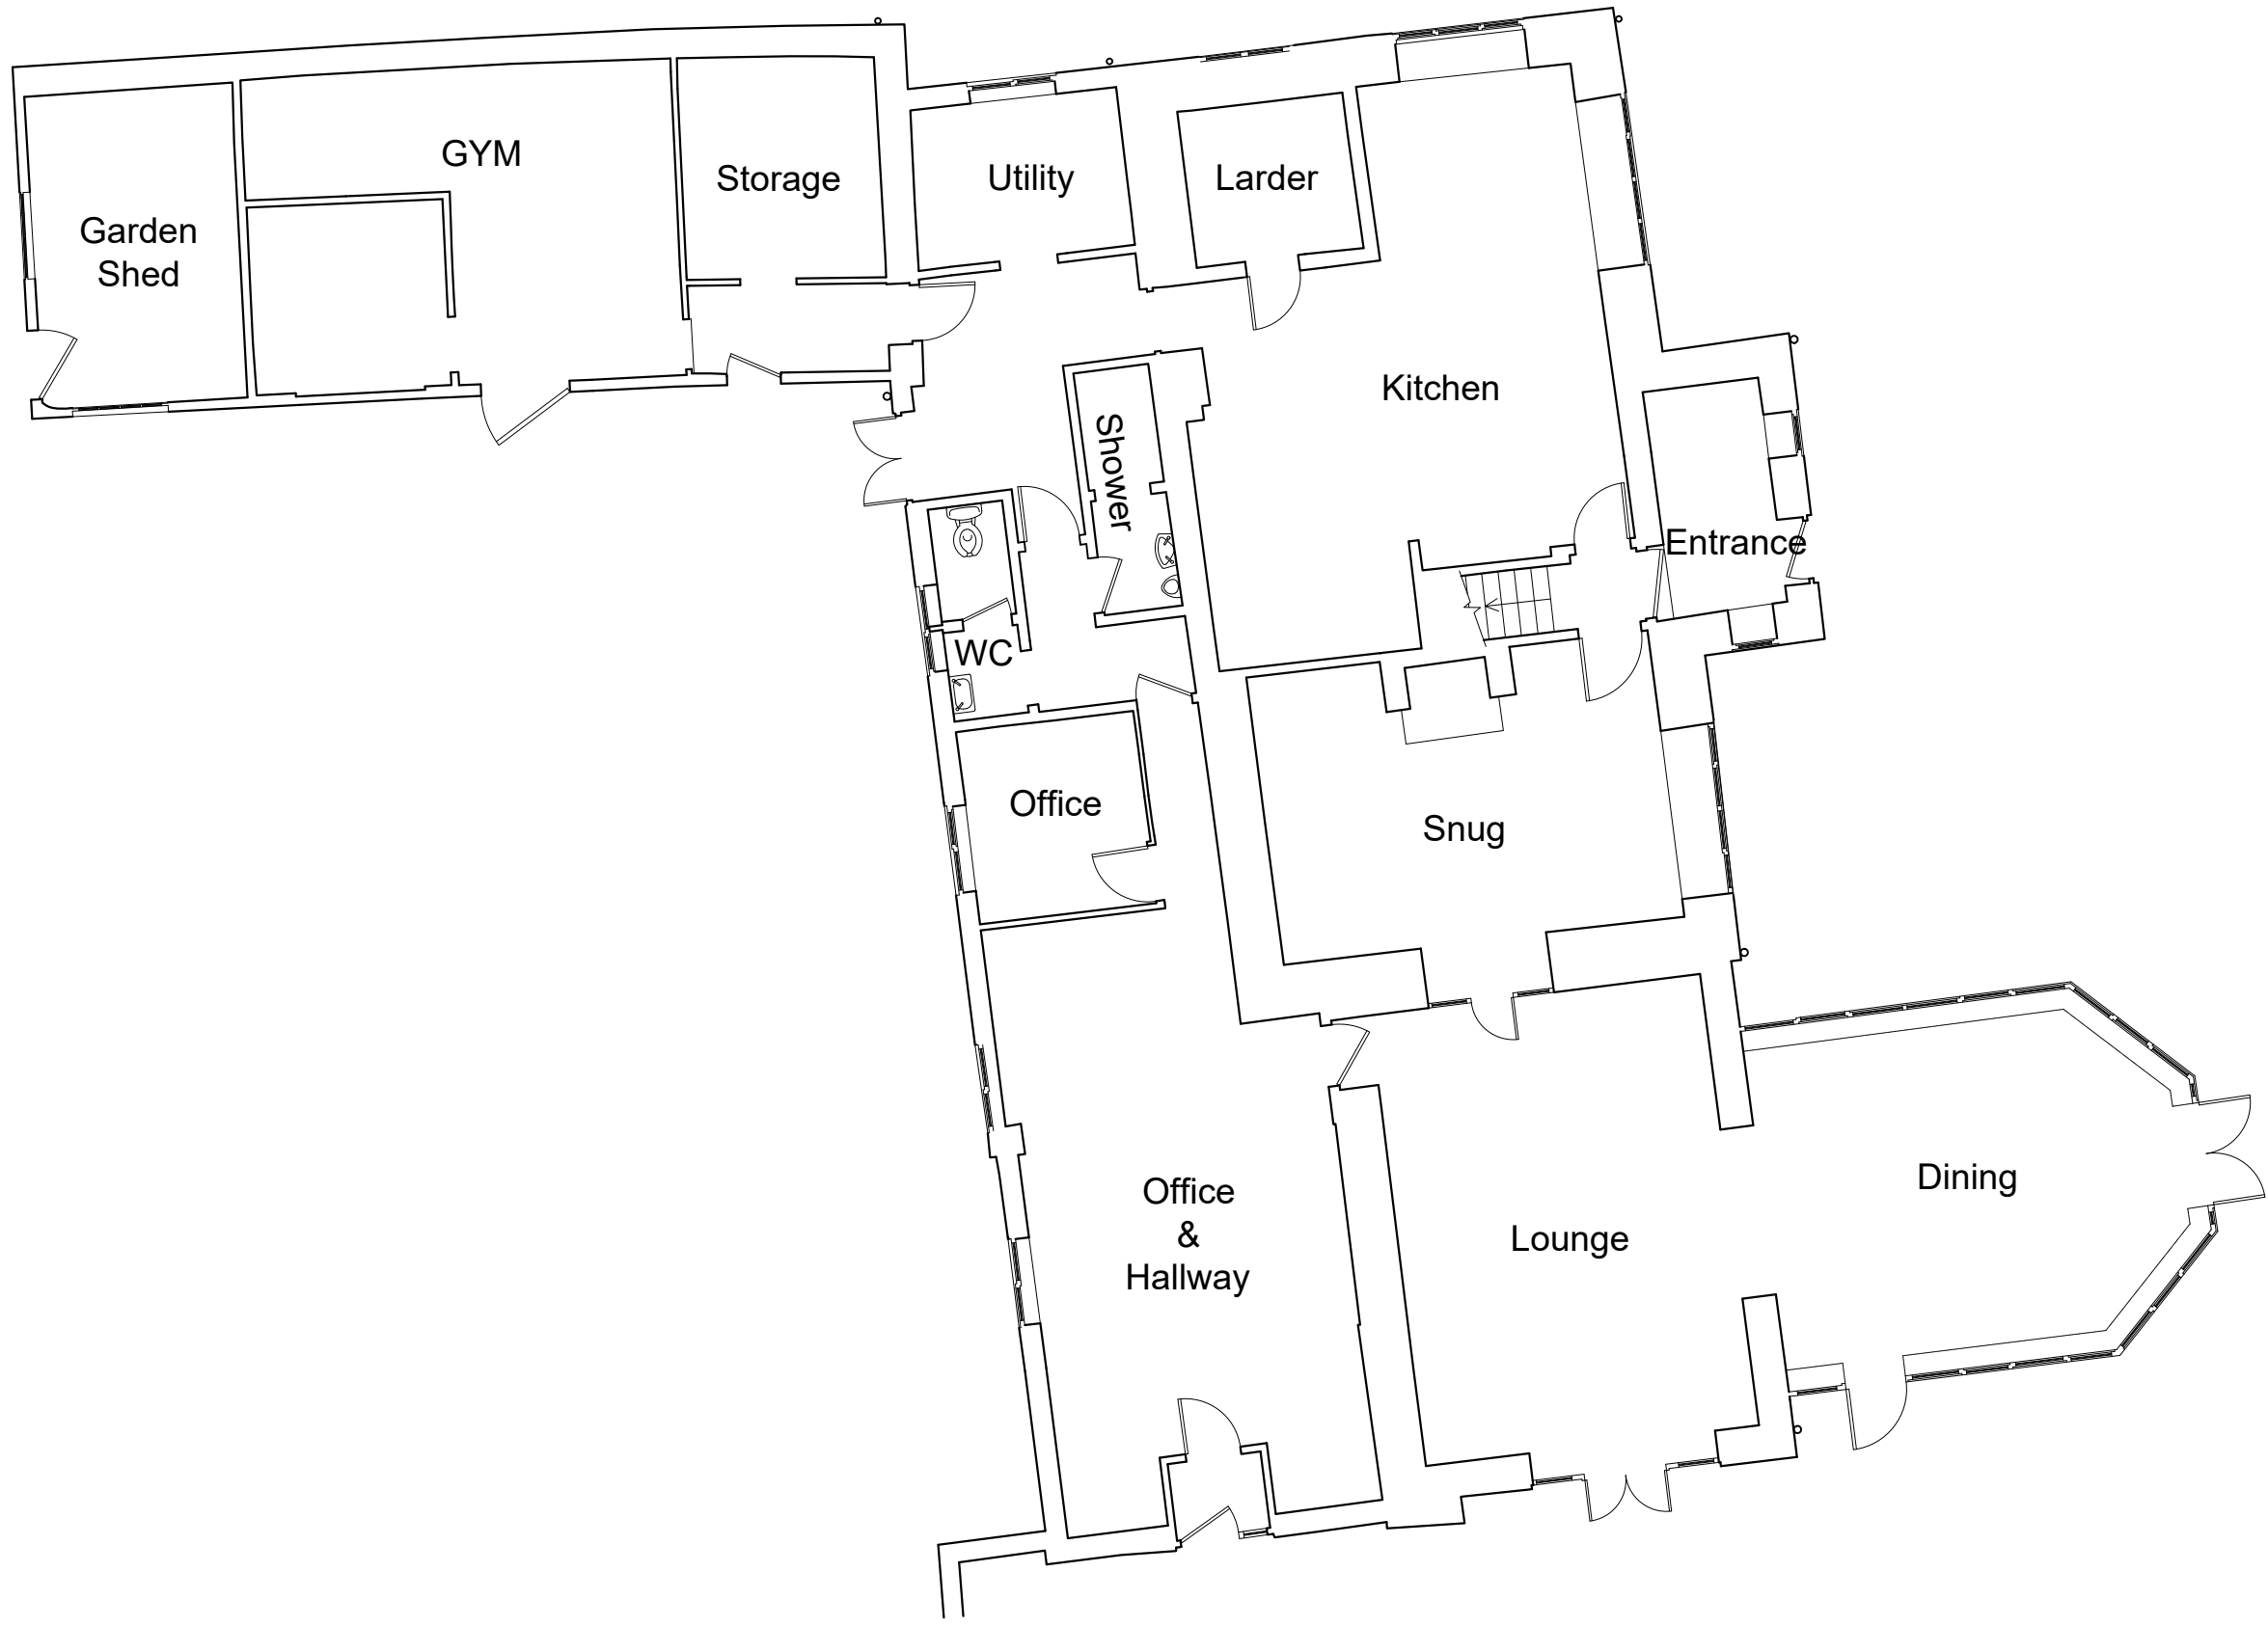 GYM
Storage
Utility
Larder
Garden
Shed
Kitchen
Shower
Entrance
WC
Office
Snug
Office
&
Hallway
Lounge
Dining